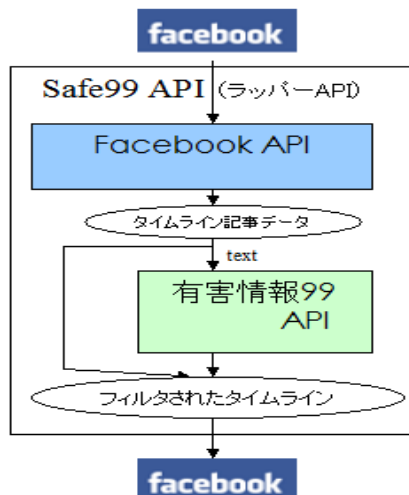 facebook
Safe99 API (ラッパーAPI)
Facebook API
タイムライン記事データ
text
有害情報99
API
フィルタされたタイムライン
facebook